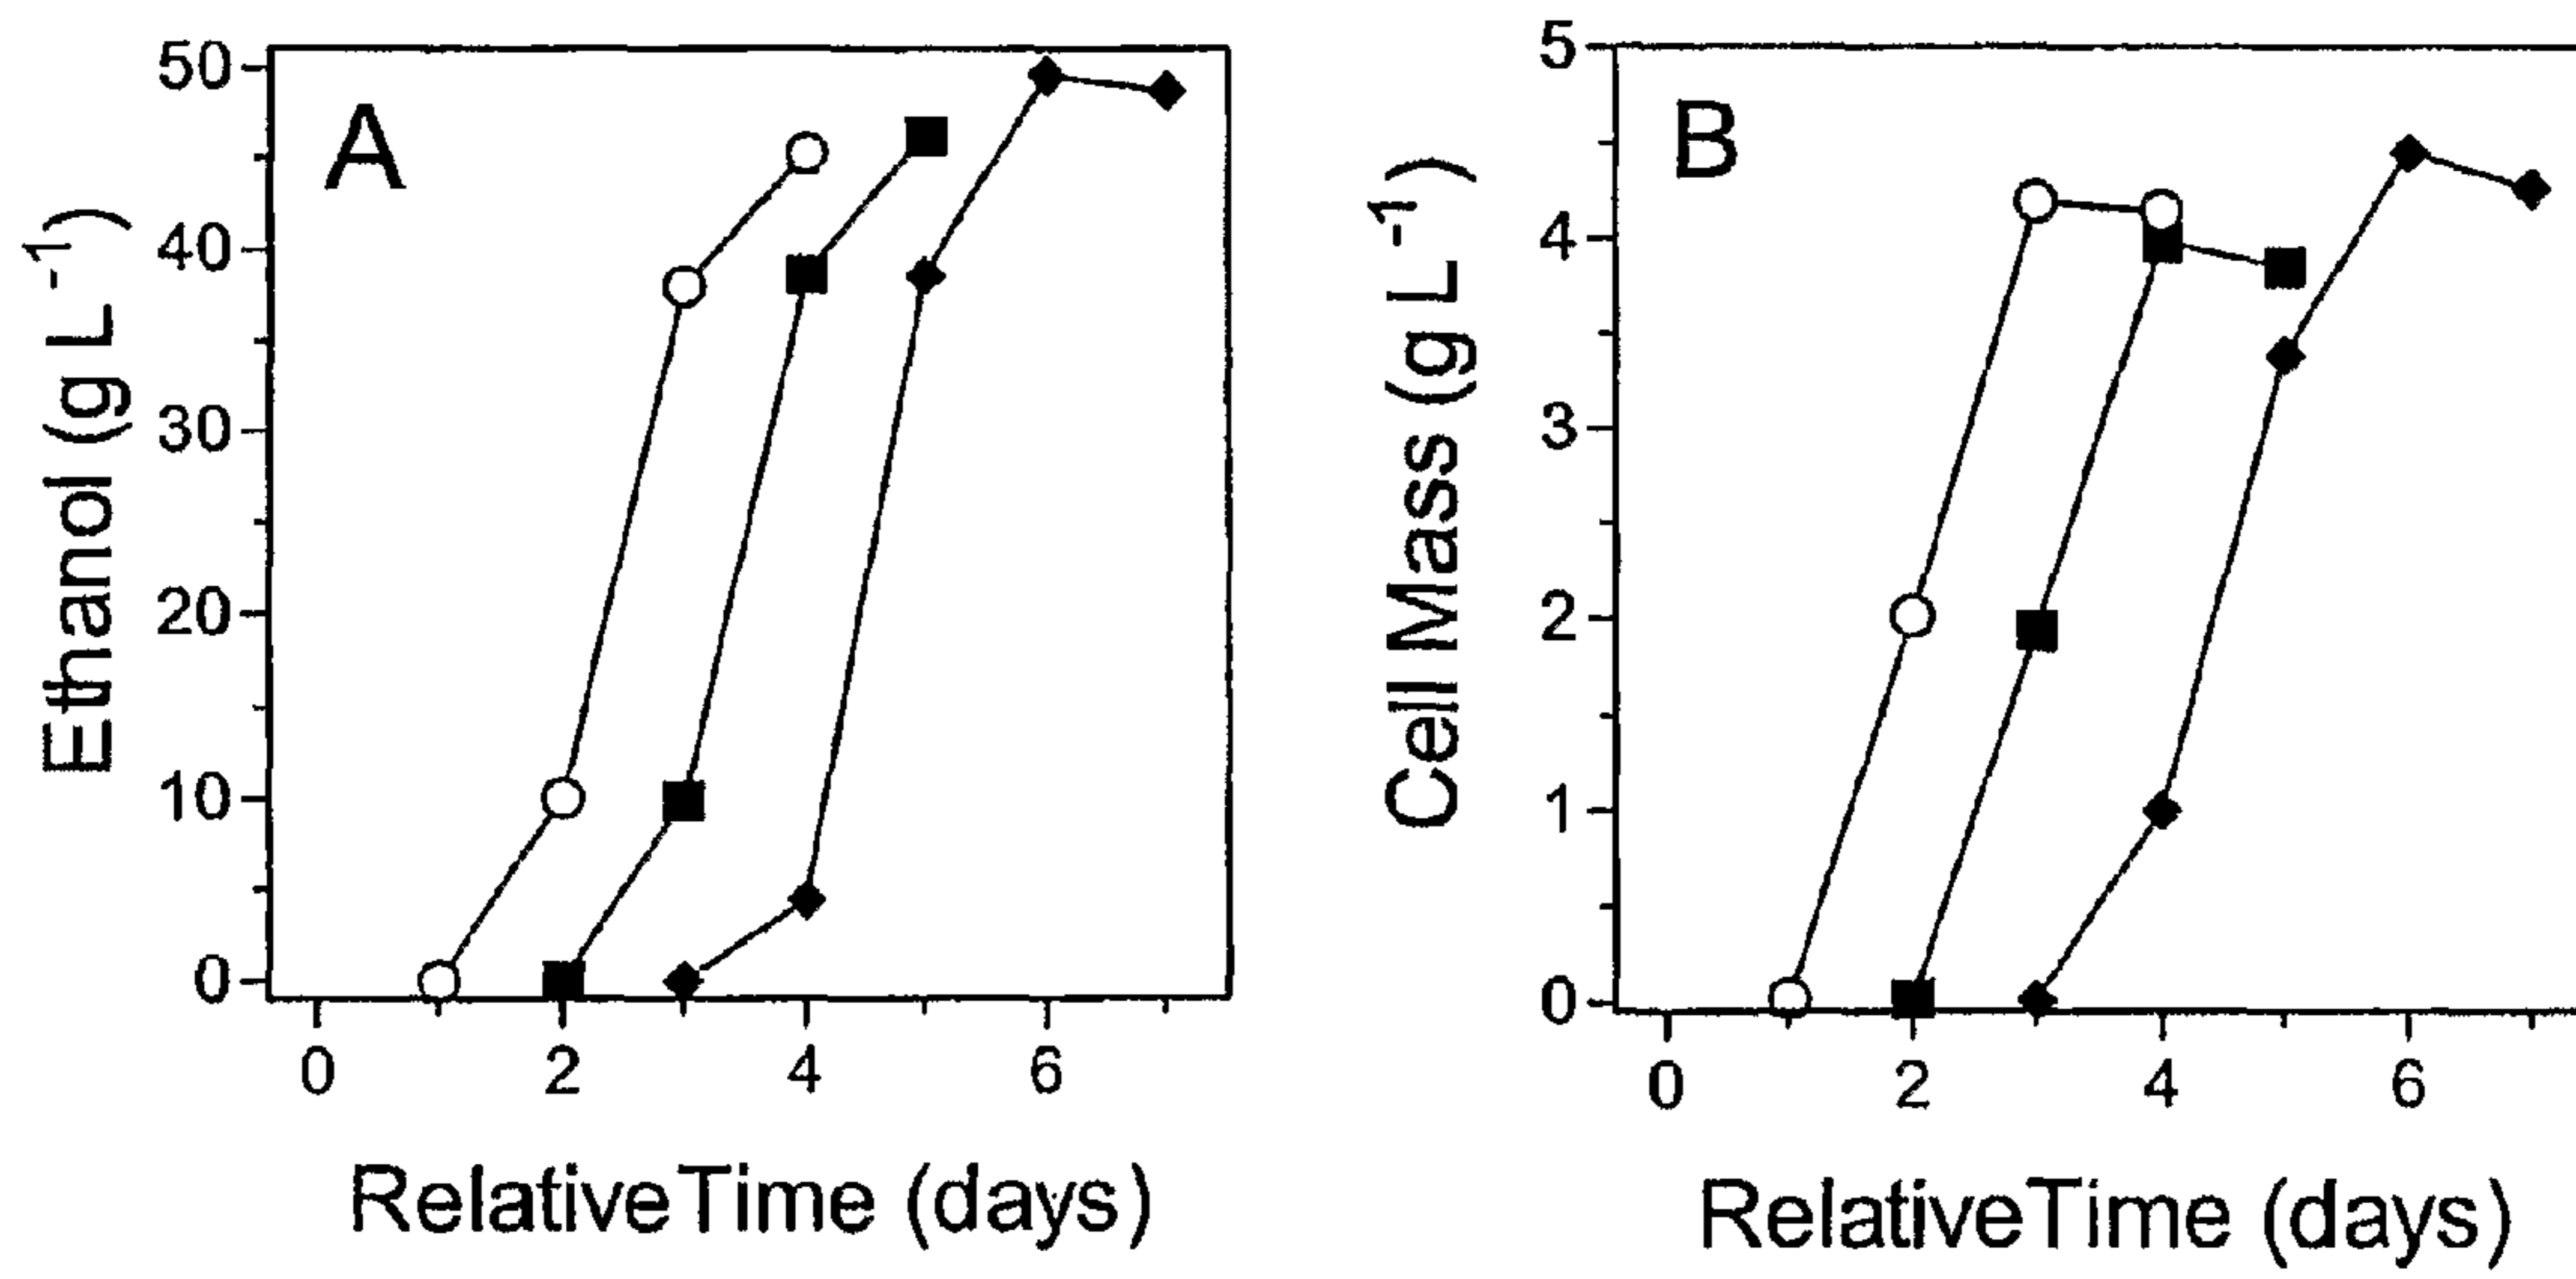 A
Ethanol (g L⁻¹)
50
40
30
20
10
0
0 2 4 6
RelativeTime (days)
B
Cell Mass (g L⁻¹)
5
4
3
2
1
0
0 2 4 6
RelativeTime (days)